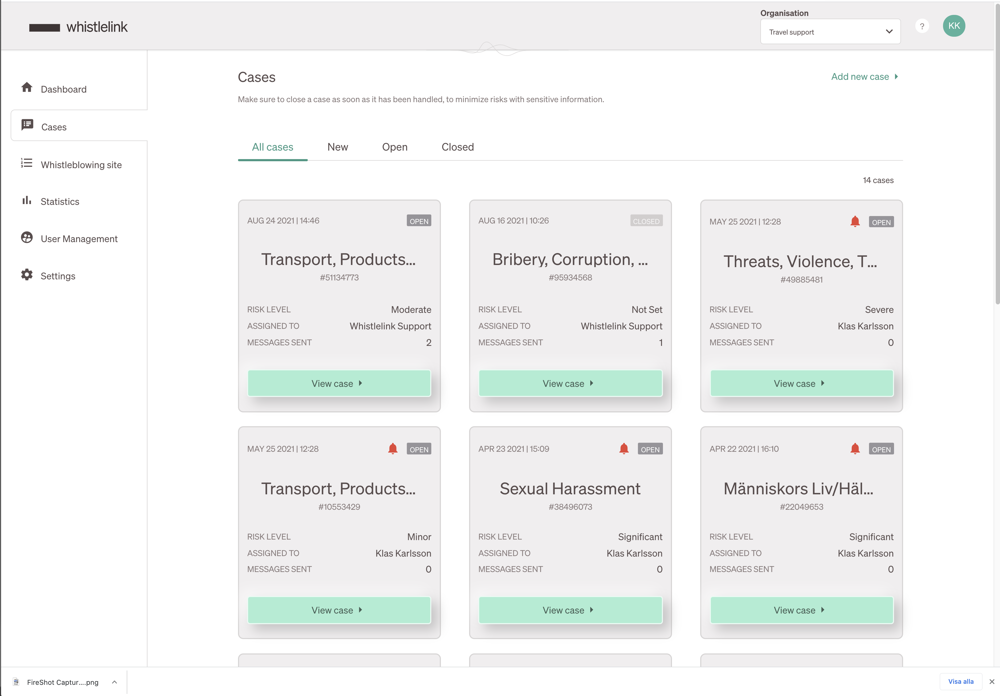 whistlelink
Organisation
Travel support
?
KK
Dashboard
Cases
Whistleblowing site
Statistics
User Management
Settings
Cases
Add new case
Make sure to close a case as soon as it has been handled, to minimize risks with sensitive information.
All cases New Open Closed
14 cases
AUG 24 2021 | 14:46 OPEN
Transport, Products...
#51134773
RISK LEVEL Moderate
ASSIGNED TO Whistlelink Support
MESSAGES SENT 2
View case
AUG 16 2021 | 10:26 CLOSED
Bribery, Corruption, ...
#95934568
RISK LEVEL Not Set
ASSIGNED TO Whistlelink Support
MESSAGES SENT 1
View case
MAY 25 2021 | 12:28 OPEN
Threats, Violence, T...
#49885481
RISK LEVEL Severe
ASSIGNED TO Klas Karlsson
MESSAGES SENT 0
View case
MAY 25 2021 | 12:28 OPEN
Transport, Products...
#10553429
RISK LEVEL Minor
ASSIGNED TO Klas Karlsson
MESSAGES SENT 0
View case
APR 23 2021 | 15:09 OPEN
Sexual Harassment
#38496073
RISK LEVEL Significant
ASSIGNED TO Klas Karlsson
MESSAGES SENT 0
View case
APR 22 2021 | 16:10 OPEN
Människors Liv/Häl...
#22049653
RISK LEVEL Significant
ASSIGNED TO Klas Karlsson
MESSAGES SENT 0
View case
FireShot Captur....png
Visa alla